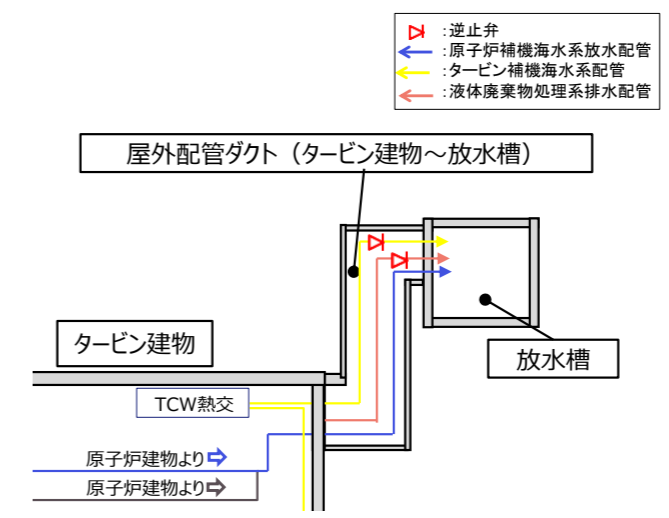 :逆止弁
:原子炉補機海水系放水配管
:タービン補機海水系配管
:液体廃棄物処理系排水配管
屋外配管ダクト（タービン建物～放水槽）
タービン建物
放水槽
TCW熱交
原子炉建物より
原子炉建物より